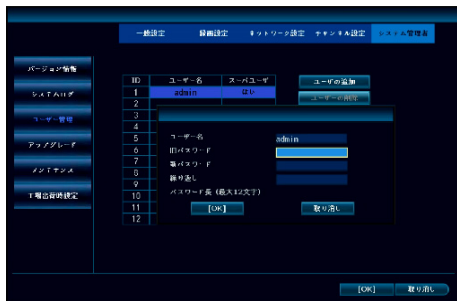 一般設定 録画設定 ネットワーク設定 チャンネル設定 システム管理者
バージョン情報
システムログ
ユーザー管理
アップグレード
メンテナンス
工場出荷時設定
ID ユーザー名 スーパユーザ
1 admin はい
2
3
4
5
6
7
8
9
10
11
12
ユーザの追加
ユーザーの削除
ユーザー名 admin
旧パスワード
新パスワード
繰り返し
パスワード長 (最大12文字)
[OK] 取り消し
[OK] 取り消し